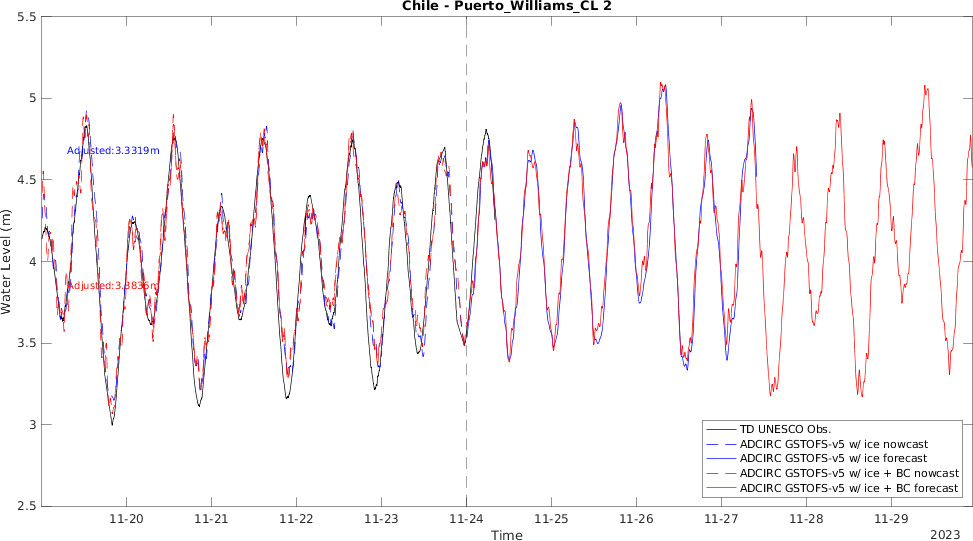 Chile - Puerto_Williams_CL 2
5.5
5
4.5
4
3.5
3
2.5
Water Level (m)
Adjusted:3.3319m
Adjusted:3.3836m
TD UNESCO Obs.
ADCIRC GSTOFS-v5 w/ ice nowcast
ADCIRC GSTOFS-v5 w/ ice forecast
ADCIRC GSTOFS-v5 w/ ice + BC nowcast
ADCIRC GSTOFS-v5 w/ ice + BC forecast
11-20 11-21 11-22 11-23 11-24 11-25 11-26 11-27 11-28 11-29
Time
2023